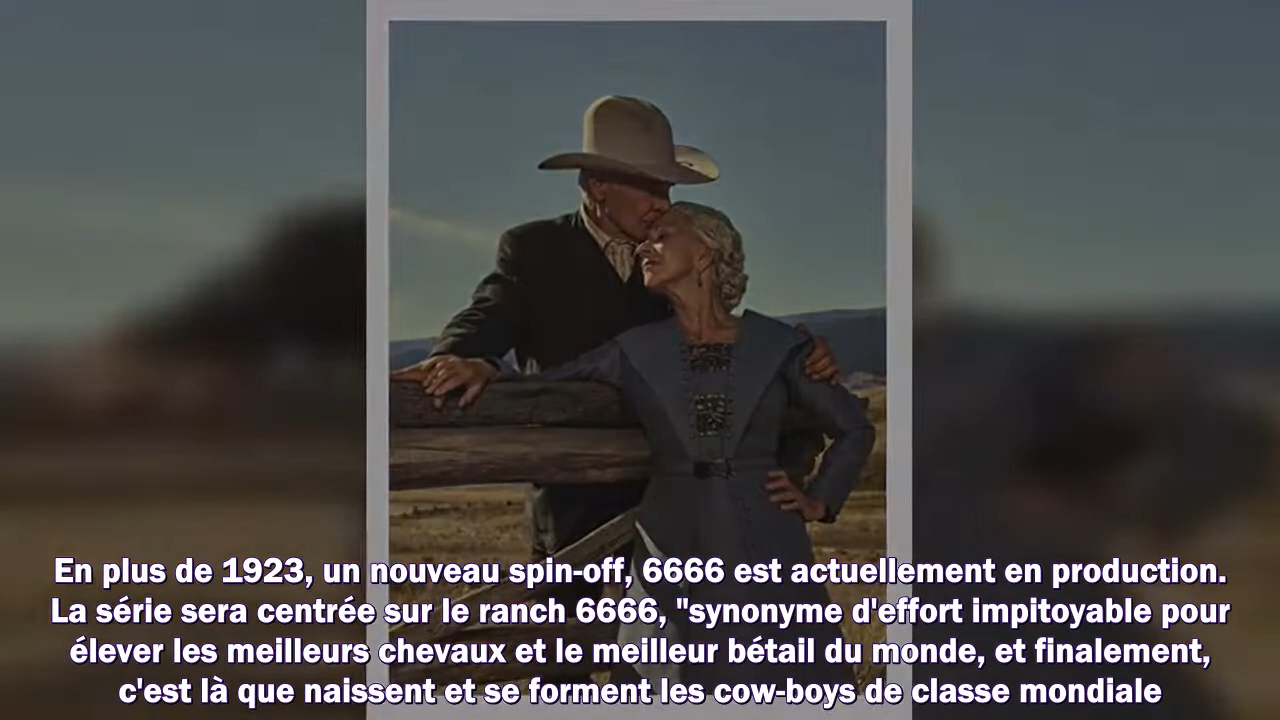 En plus de 1923, un nouveau spin-off, 6666 est actuellement en production.
La série sera centrée sur le ranch 6666, "synonyme d'effort impitoyable pour
élever les meilleurs chevaux et le meilleur bétail du monde, et finalement,
c'est là que naissent et se forment les cow-boys de classe mondiale